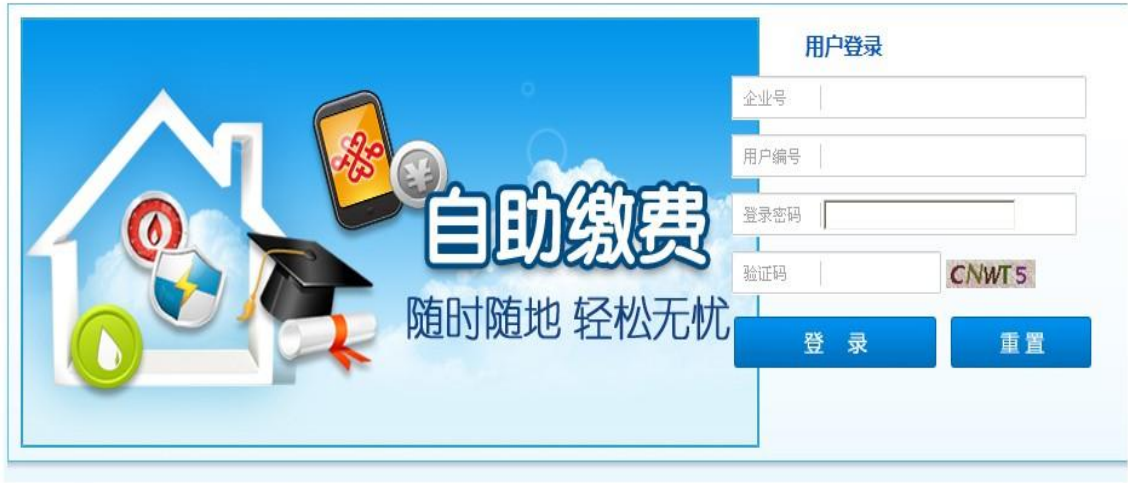 用户登录
企业号
用户编号
登录密码
验证码
CNWT5
登 录
重置
¥
自助缴费
随时随地 轻松无忧